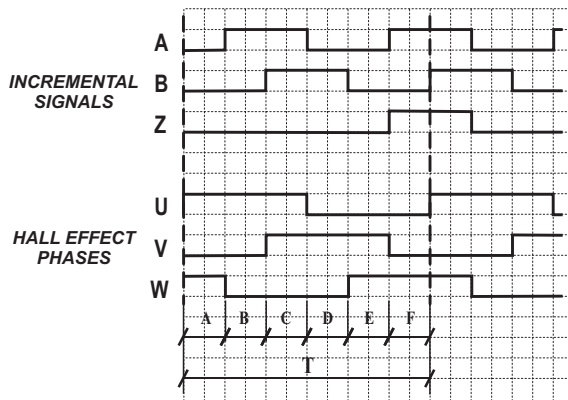 A
INCREMENTAL
SIGNALS
B
Z
U
HALL EFFECT
PHASES
V
W
A B C D E F
T